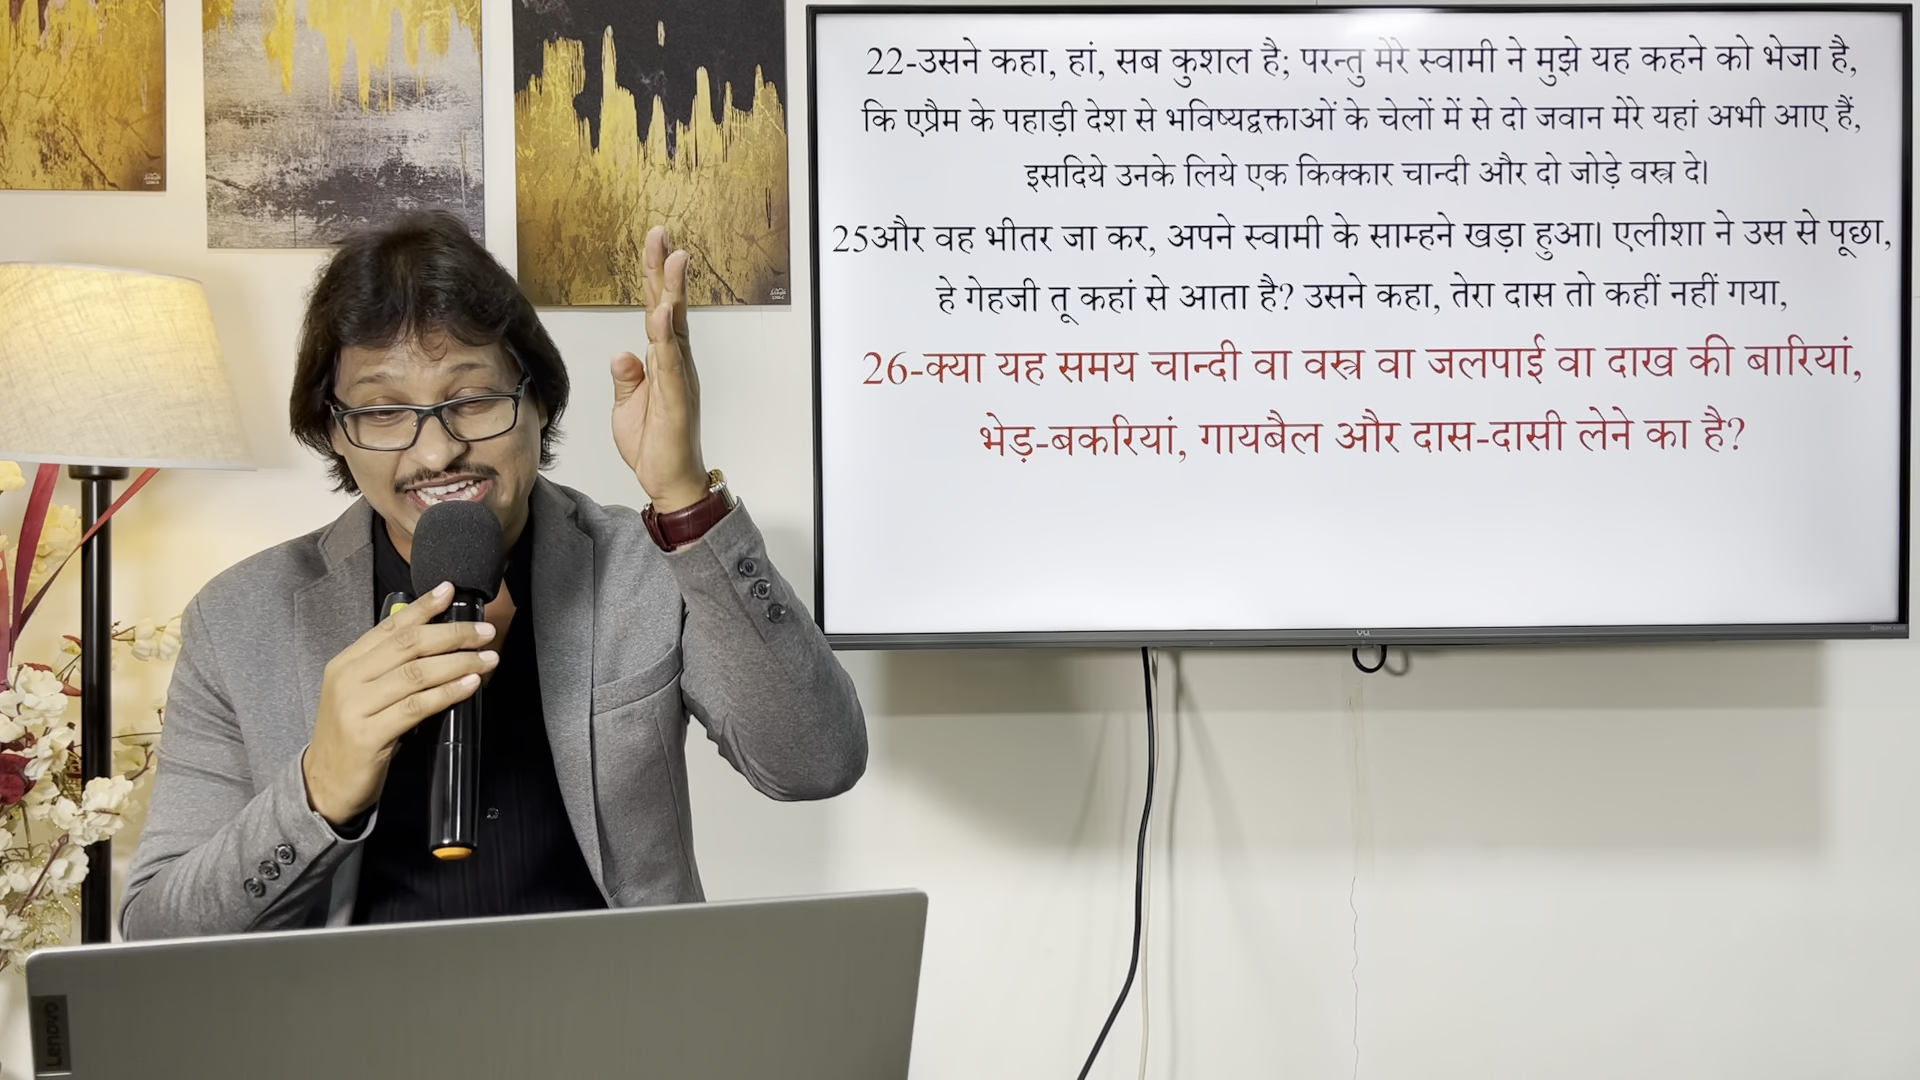 22-उसने कहा, हां, सब कुशल है; परन्तु मेरे स्वामी ने मुझे यह कहने को भेजा है,
कि एप्रैम के पहाड़ी देश से भविष्यद्वक्ताओं के चेलों में से दो जवान मेरे यहां अभी आए हैं,
इसदिये उनके लिये एक किक्कार चान्दी और दो जोड़े वस्त्र दे।
25और वह भीतर जा कर, अपने स्वामी के साम्हने खड़ा हुआ। एलीशा ने उस से पूछा,
हे गेहजी तू कहां से आता है? उसने कहा, तेरा दास तो कहीं नहीं गया,
26-क्या यह समय चान्दी वा वस्त्र वा जलपाई वा दाख की बारियां,
भेड़-बकरियां, गायबैल और दास-दासी लेने का है?
Lenovo